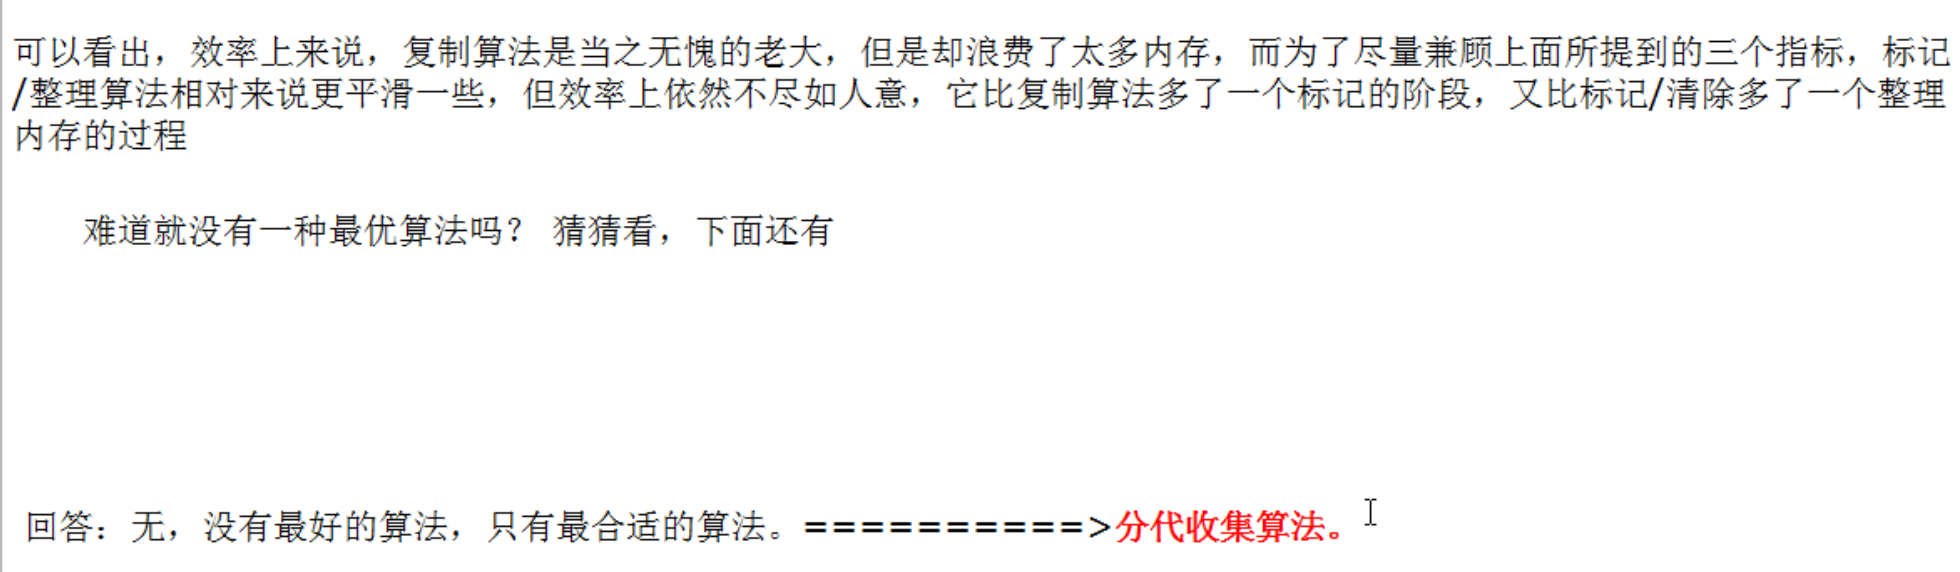 可以看出，效率上来说，复制算法是当之无愧的老大，但是却浪费了太多内存，而为了尽量兼顾上面所提到的三个指标，标记
/整理算法相对来说更平滑一些，但效率上依然不尽如人意，它比复制算法多了一个标记的阶段，又比标记/清除多了一个整理
内存的过程
难道就没有一种最优算法吗？ 猜猜看，下面还有
回答：无，没有最好的算法，只有最合适的算法。==========>分代收集算法。